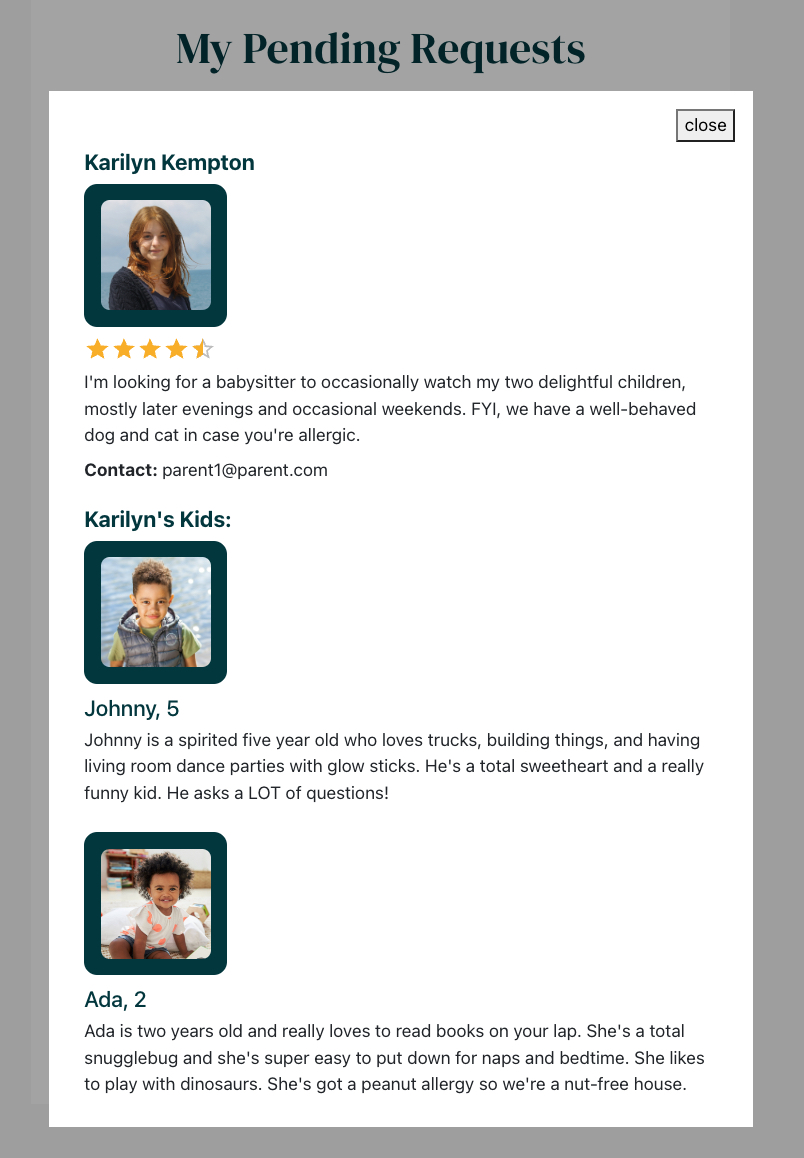 My Pending Requests
close
Karilyn Kempton
I'm looking for a babysitter to occasionally watch my two delightful children,
mostly later evenings and occasional weekends. FYI, we have a well-behaved
dog and cat in case you're allergic.
Contact: parent1@parent.com
Karilyn's Kids:
Johnny, 5
Johnny is a spirited five year old who loves trucks, building things, and having
living room dance parties with glow sticks. He's a total sweetheart and a really
funny kid. He asks a LOT of questions!
Ada, 2
Ada is two years old and really loves to read books on your lap. She's a total
snugglebug and she's super easy to put down for naps and bedtime. She likes
to play with dinosaurs. She's got a peanut allergy so we're a nut-free house.